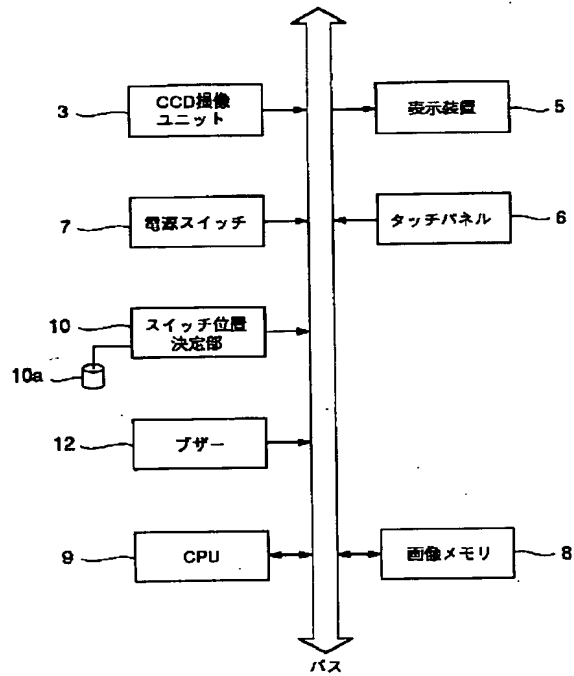 3
CCD撮像
ユニット
表示装置
5
7
電源スイッチ
タッチパネル
6
10
スイッチ位置
決定部
10a
12
ブザー
9
CPU
画像メモリ
8
バス